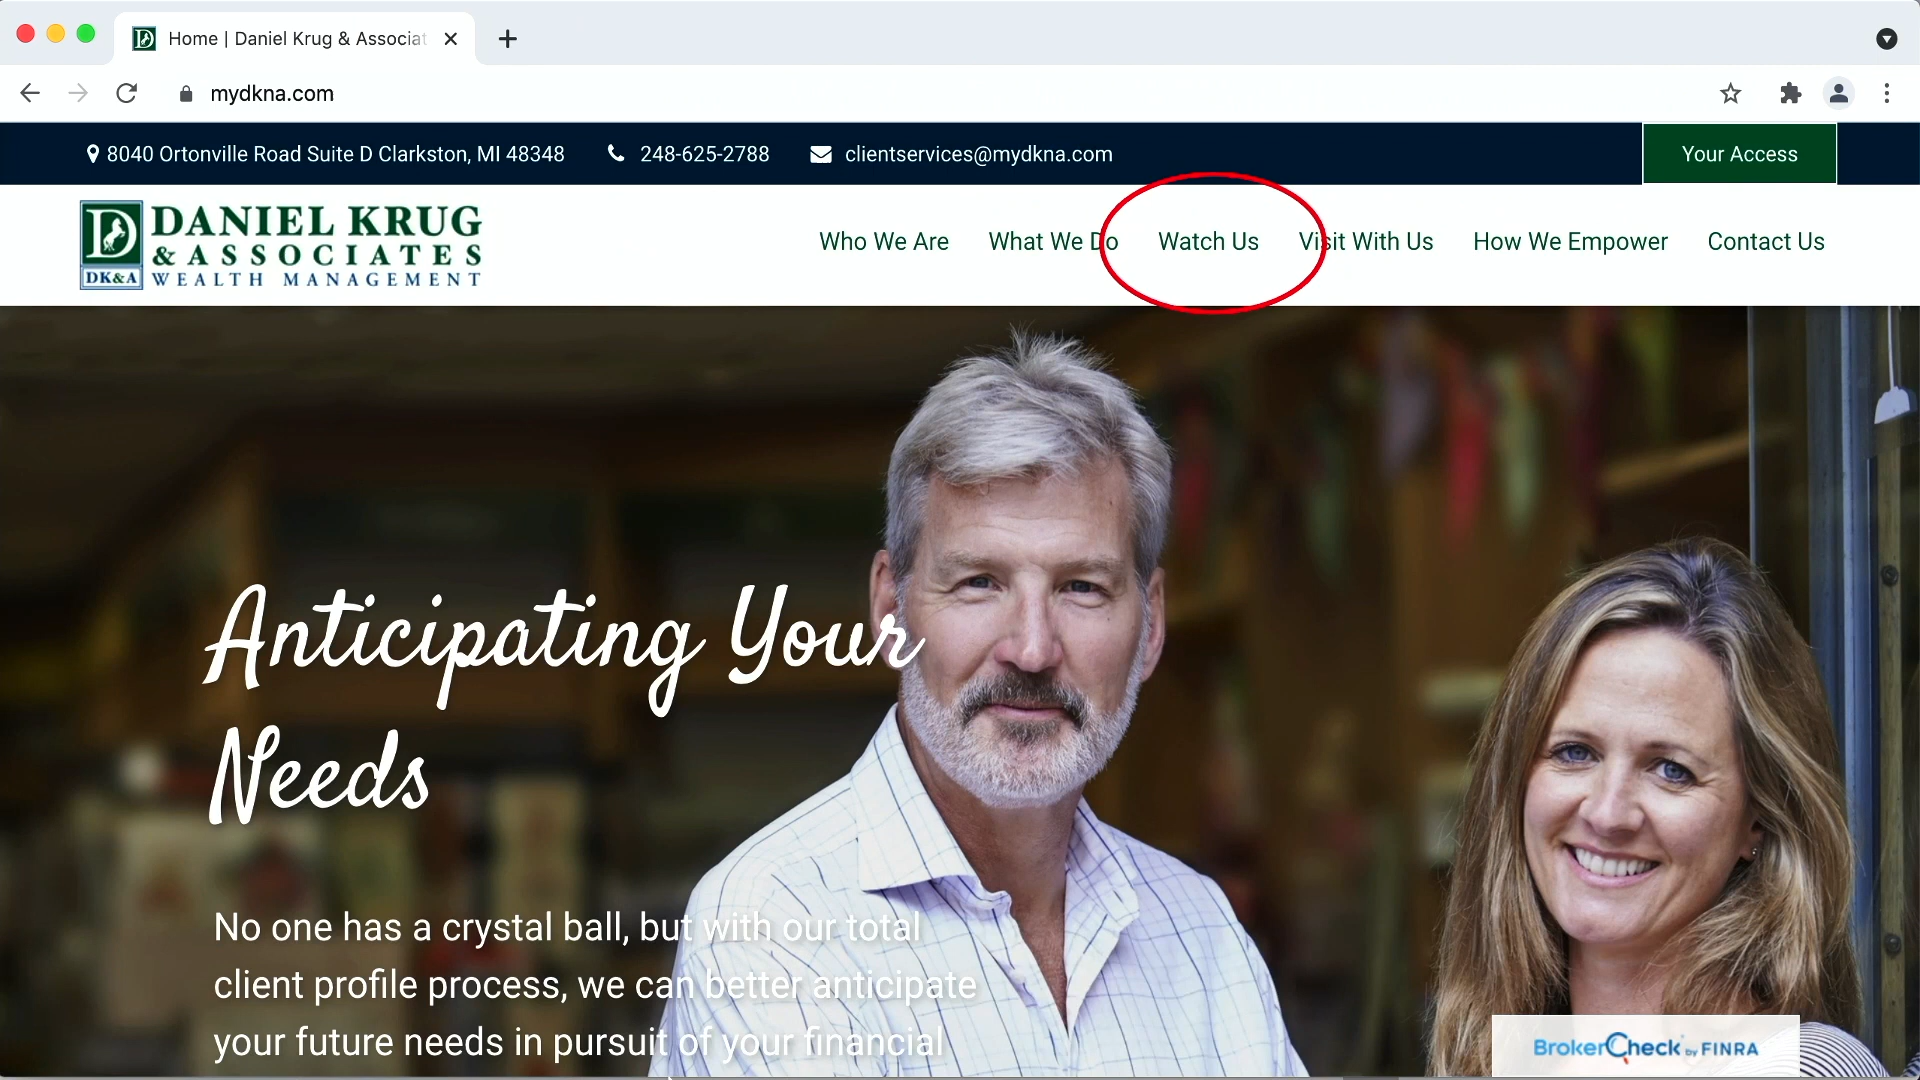 Home | Daniel Krug & Associat
mydkna.com
8040 Ortonville Road Suite D Clarkston, MI 48348 248-625-2788 clientservices@mydkna.com Your Access
D DANIEL KRUG
& ASSOCIATES
DK&A WEALTH MANAGEMENT
Who We Are What We Do Watch Us Visit With Us How We Empower Contact Us
Anticipating Your
Needs
No one has a crystal ball, but with our total
client profile process, we can better anticipate
your future needs in pursuit of your financial
BrokerCheck by FINRA